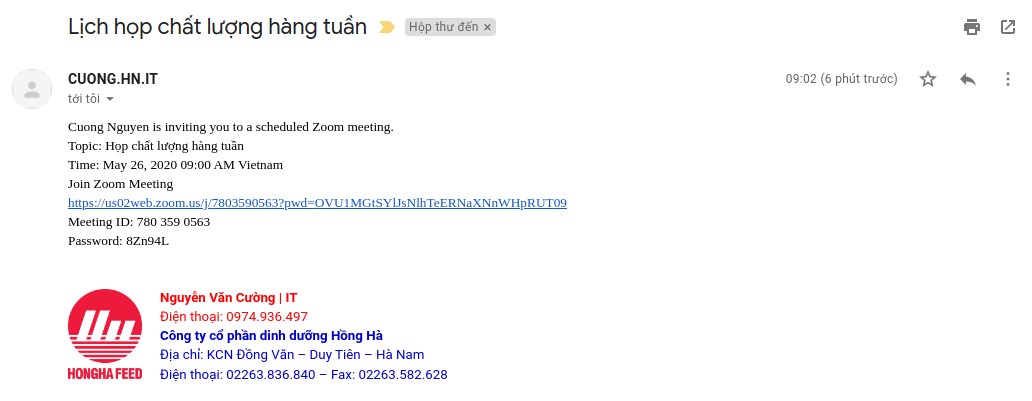 Lịch họp chất lượng hàng tuần
Hộp thư đến ×
CUONG.HN.IT
09:02 (6 phút trước)
tới tôi
Cuong Nguyen is inviting you to a scheduled Zoom meeting.
Topic: Họp chất lượng hàng tuần
Time: May 26, 2020 09:00 AM Vietnam
Join Zoom Meeting
https://us02web.zoom.us/j/7803590563?pwd=OVU1MGtSYlJsNlhTeERNaXNnWHpRUT09
Meeting ID: 780 359 0563
Password: 8Zn94L
Nguyễn Văn Cường | IT
Điện thoại: 0974.936.497
Công ty cổ phần dinh dưỡng Hồng Hà
Địa chỉ: KCN Đồng Văn – Duy Tiên – Hà Nam
Điện thoại: 02263.836.840 – Fax: 02263.582.628
HONGHA FEED